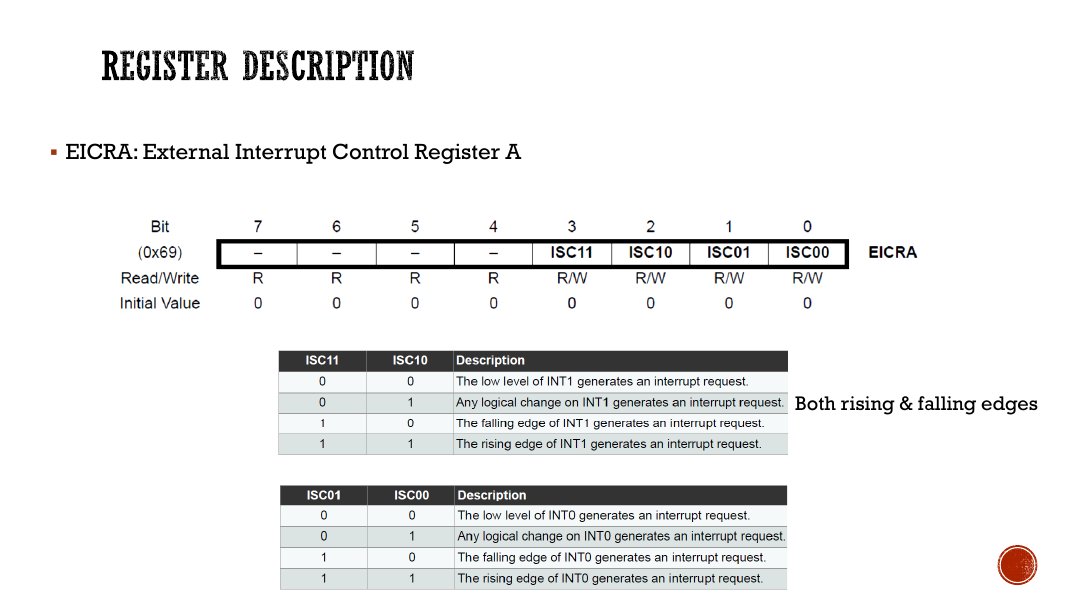 REGISTER DESCRIPTION
▪ EICRA: External Interrupt Control Register A
Bit 7 6 5 4 3 2 1 0
(0x69) – – – – ISC11 ISC10 ISC01 ISC00 EICRA
Read/Write R R R R R/W R/W R/W R/W
Initial Value 0 0 0 0 0 0 0 0
ISC11 ISC10 Description
0 0 The low level of INT1 generates an interrupt request.
0 1 Any logical change on INT1 generates an interrupt request. Both rising & falling edges
1 0 The falling edge of INT1 generates an interrupt request.
1 1 The rising edge of INT1 generates an interrupt request.
ISC01 ISC00 Description
0 0 The low level of INT0 generates an interrupt request.
0 1 Any logical change on INT0 generates an interrupt request.
1 0 The falling edge of INT0 generates an interrupt request.
1 1 The rising edge of INT0 generates an interrupt request.